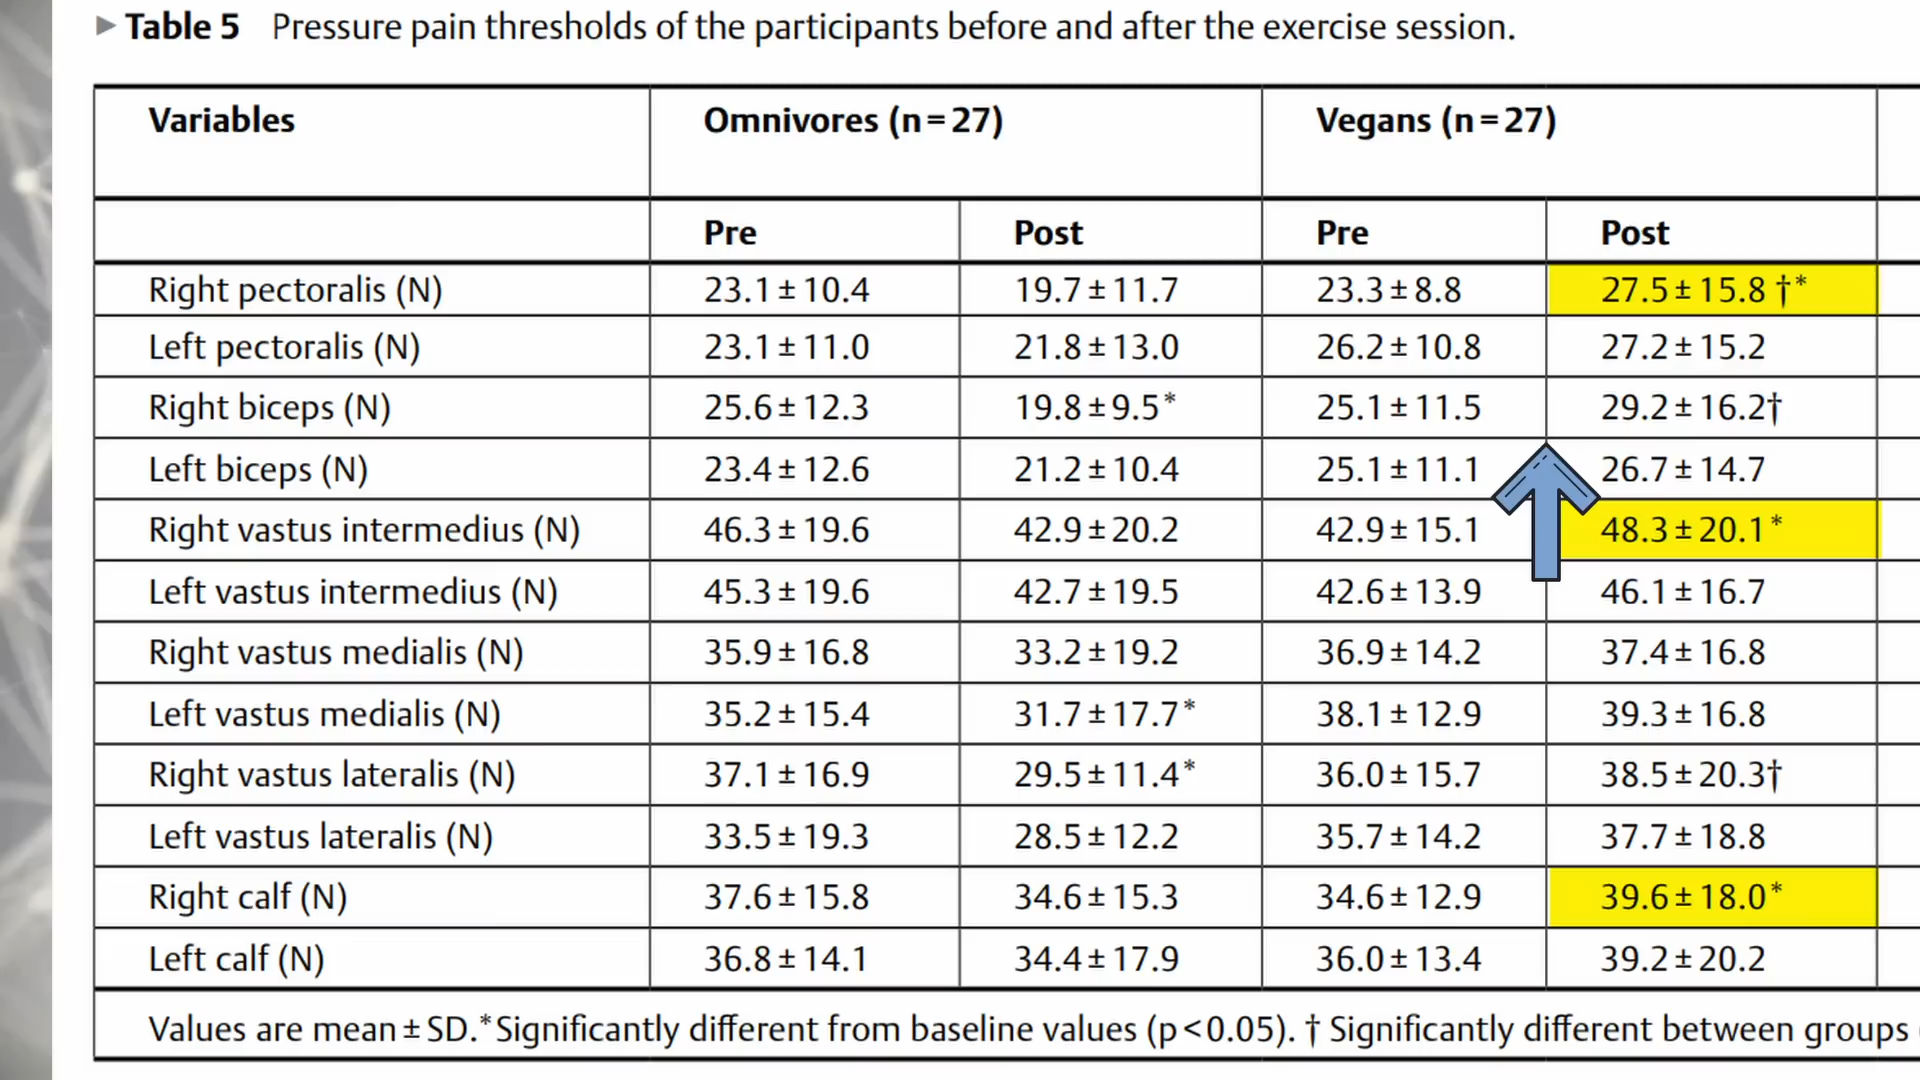 ▶ Table 5 Pressure pain thresholds of the participants before and after the exercise session.
Variables Omnivores (n = 27) Vegans (n = 27)
Pre Post Pre Post
Right pectoralis (N) 23.1 ± 10.4 19.7 ± 11.7 23.3 ± 8.8 27.5 ± 15.8 †*
Left pectoralis (N) 23.1 ± 11.0 21.8 ± 13.0 26.2 ± 10.8 27.2 ± 15.2
Right biceps (N) 25.6 ± 12.3 19.8 ± 9.5* 25.1 ± 11.5 29.2 ± 16.2†
Left biceps (N) 23.4 ± 12.6 21.2 ± 10.4 25.1 ± 11.1 26.7 ± 14.7
Right vastus intermedius (N) 46.3 ± 19.6 42.9 ± 20.2 42.9 ± 15.1 48.3 ± 20.1*
Left vastus intermedius (N) 45.3 ± 19.6 42.7 ± 19.5 42.6 ± 13.9 46.1 ± 16.7
Right vastus medialis (N) 35.9 ± 16.8 33.2 ± 19.2 36.9 ± 14.2 37.4 ± 16.8
Left vastus medialis (N) 35.2 ± 15.4 31.7 ± 17.7* 38.1 ± 12.9 39.3 ± 16.8
Right vastus lateralis (N) 37.1 ± 16.9 29.5 ± 11.4* 36.0 ± 15.7 38.5 ± 20.3†
Left vastus lateralis (N) 33.5 ± 19.3 28.5 ± 12.2 35.7 ± 14.2 37.7 ± 18.8
Right calf (N) 37.6 ± 15.8 34.6 ± 15.3 34.6 ± 12.9 39.6 ± 18.0*
Left calf (N) 36.8 ± 14.1 34.4 ± 17.9 36.0 ± 13.4 39.2 ± 20.2
Values are mean ± SD.*Significantly different from baseline values (p < 0.05). † Significantly different between groups